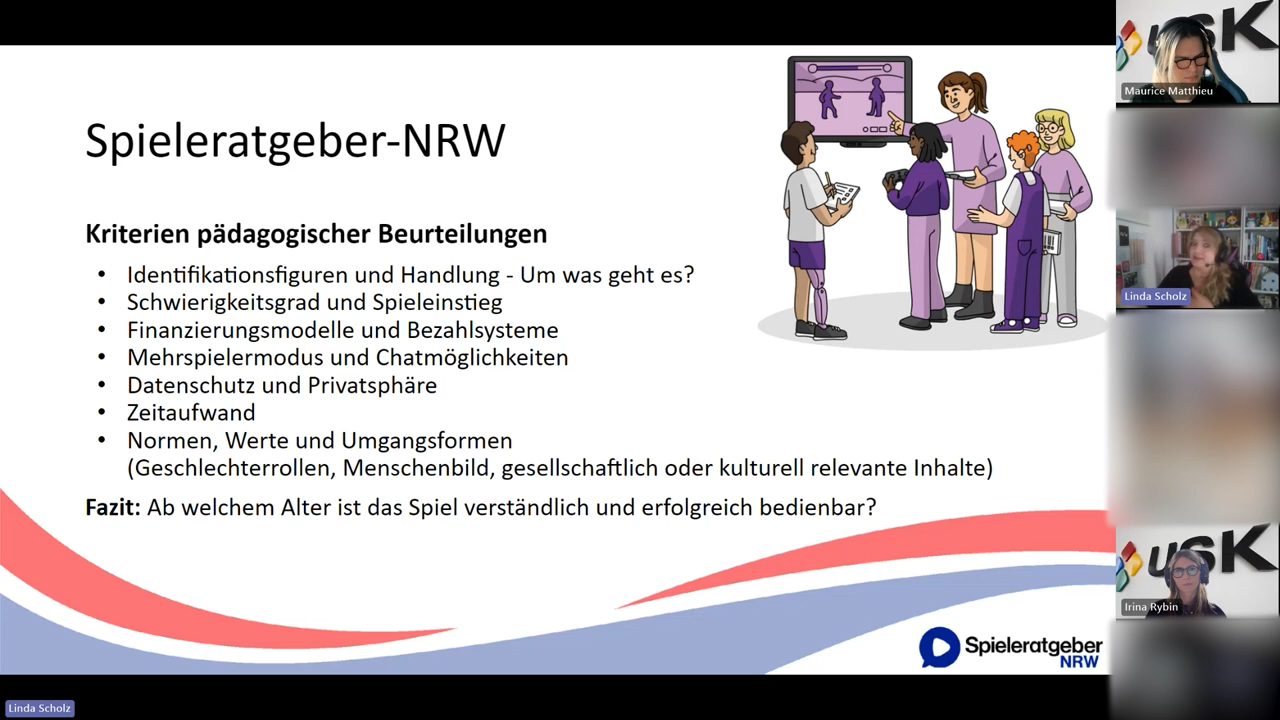 Spieleratgeber-NRW
Kriterien pädagogischer Beurteilungen
• Identifikationsfiguren und Handlung - Um was geht es?
• Schwierigkeitsgrad und Spieleinstieg
• Finanzierungsmodelle und Bezahlsysteme
• Mehrspielermodus und Chatmöglichkeiten
• Datenschutz und Privatsphäre
• Zeitaufwand
• Normen, Werte und Umgangsformen
(Geschlechterrollen, Menschenbild, gesellschaftlich oder kulturell relevante Inhalte)
Fazit: Ab welchem Alter ist das Spiel verständlich und erfolgreich bedienbar?
Spieleratgeber
NRW
Linda Scholz
USK
Maurice Matthieu
Linda Scholz
USK
Irina Rybin